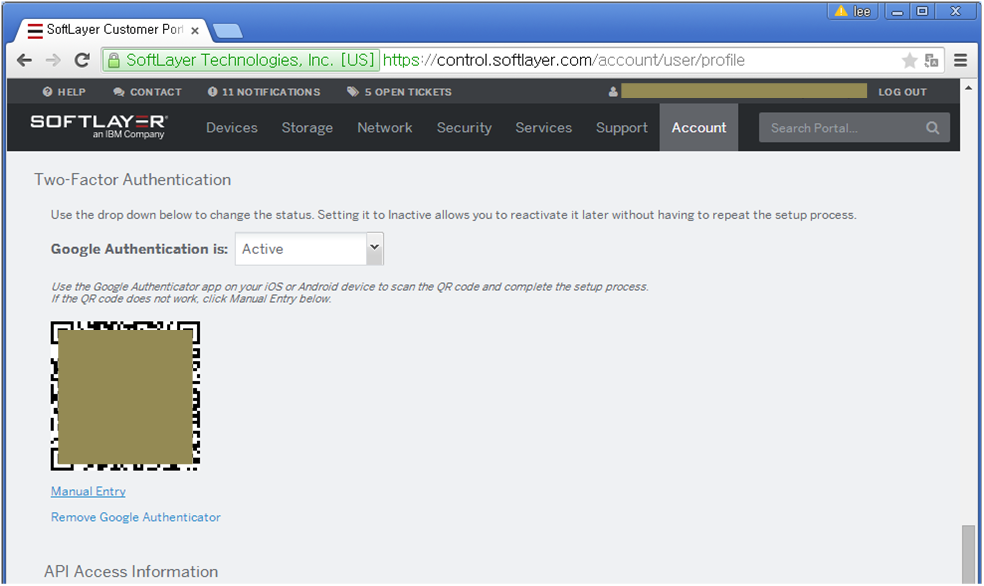 lee
SoftLayer Customer Port
SoftLayer Technologies, Inc. [US] https://control.softlayer.com/account/user/profile
HELP CONTACT 11 NOTIFICATIONS 5 OPEN TICKETS LOG OUT
SOFTLAYER®
an IBM Company
Devices Storage Network Security Services Support Account Search Portal...
Two-Factor Authentication
Use the drop down below to change the status. Setting it to Inactive allows you to reactivate it later without having to repeat the setup process.
Google Authentication is: Active
Use the Google Authenticator app on your iOS or Android device to scan the QR code and complete the setup process.
If the QR code does not work, click Manual Entry below.
Manual Entry
Remove Google Authenticator
API Access Information